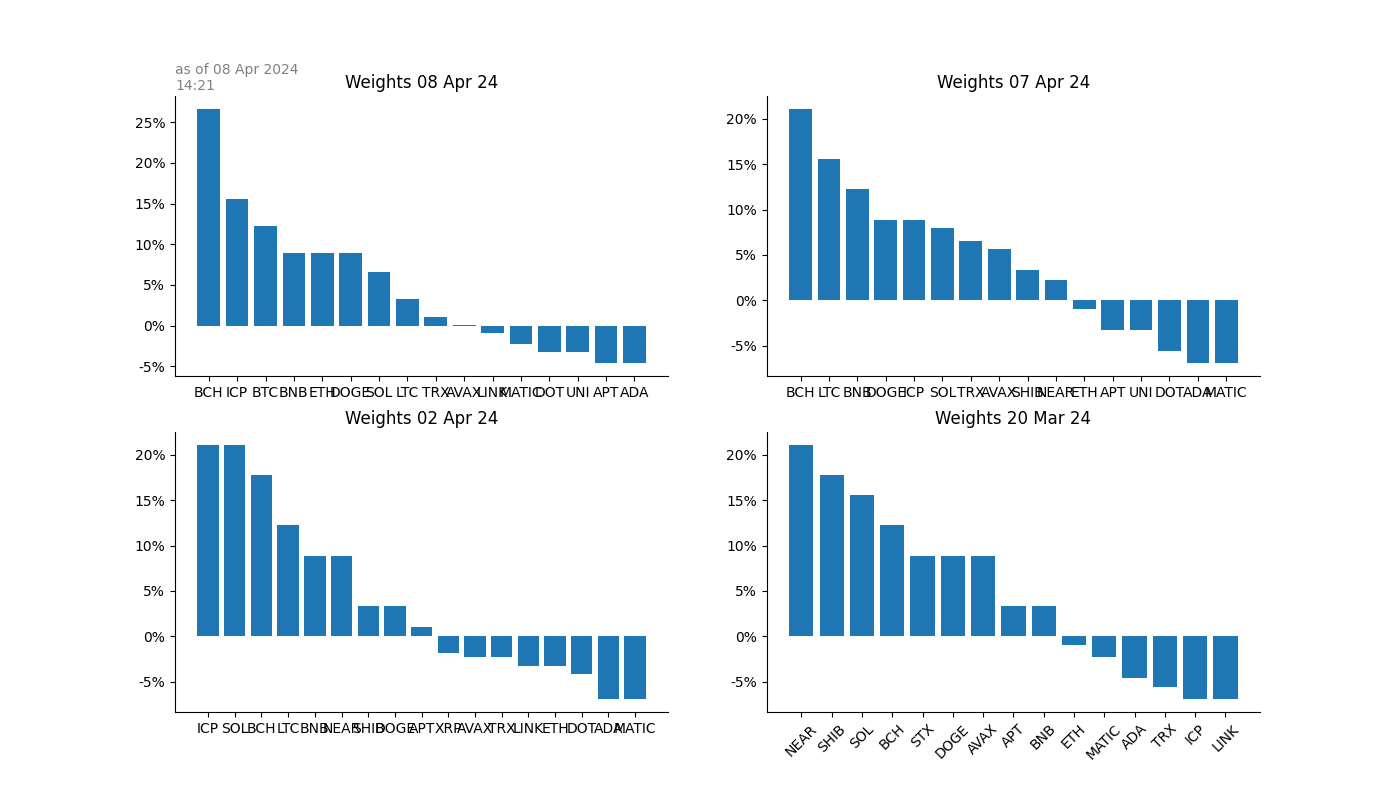 as of 08 Apr 2024
14:21
Weights 08 Apr 24
25%
20%
15%
10%
5%
0%
-5%
BCH ICP BTC BNB ETH DOGE SOL LTC TRX AVAX LINK MATIC DOT UNI APT ADA
Weights 07 Apr 24
20%
15%
10%
5%
0%
-5%
BCH LTC BNB DOGE ICP SOL TRX AVAX SHIB NEAR ETH APT UNI DOT ADA MATIC
Weights 02 Apr 24
20%
15%
10%
5%
0%
-5%
ICP SOL BCH LTC BNB NEAR SHIB DOGE APT XRP AVAX TRX LINK ETH DOT ADA MATIC
Weights 20 Mar 24
20%
15%
10%
5%
0%
-5%
NEAR SHIB SOL BCH STX DOGE AVAX APT BNB ETH MATIC ADA TRX ICP LINK